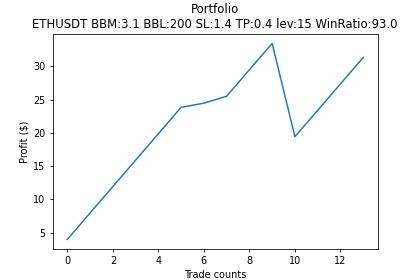 Portfolio
ETHUSDT BBM:3.1 BBL:200 SL:1.4 TP:0.4 lev:15 WinRatio:93.0
30
25
20
15
10
5
Profit ($)
0 2 4 6 8 10 12
Trade counts